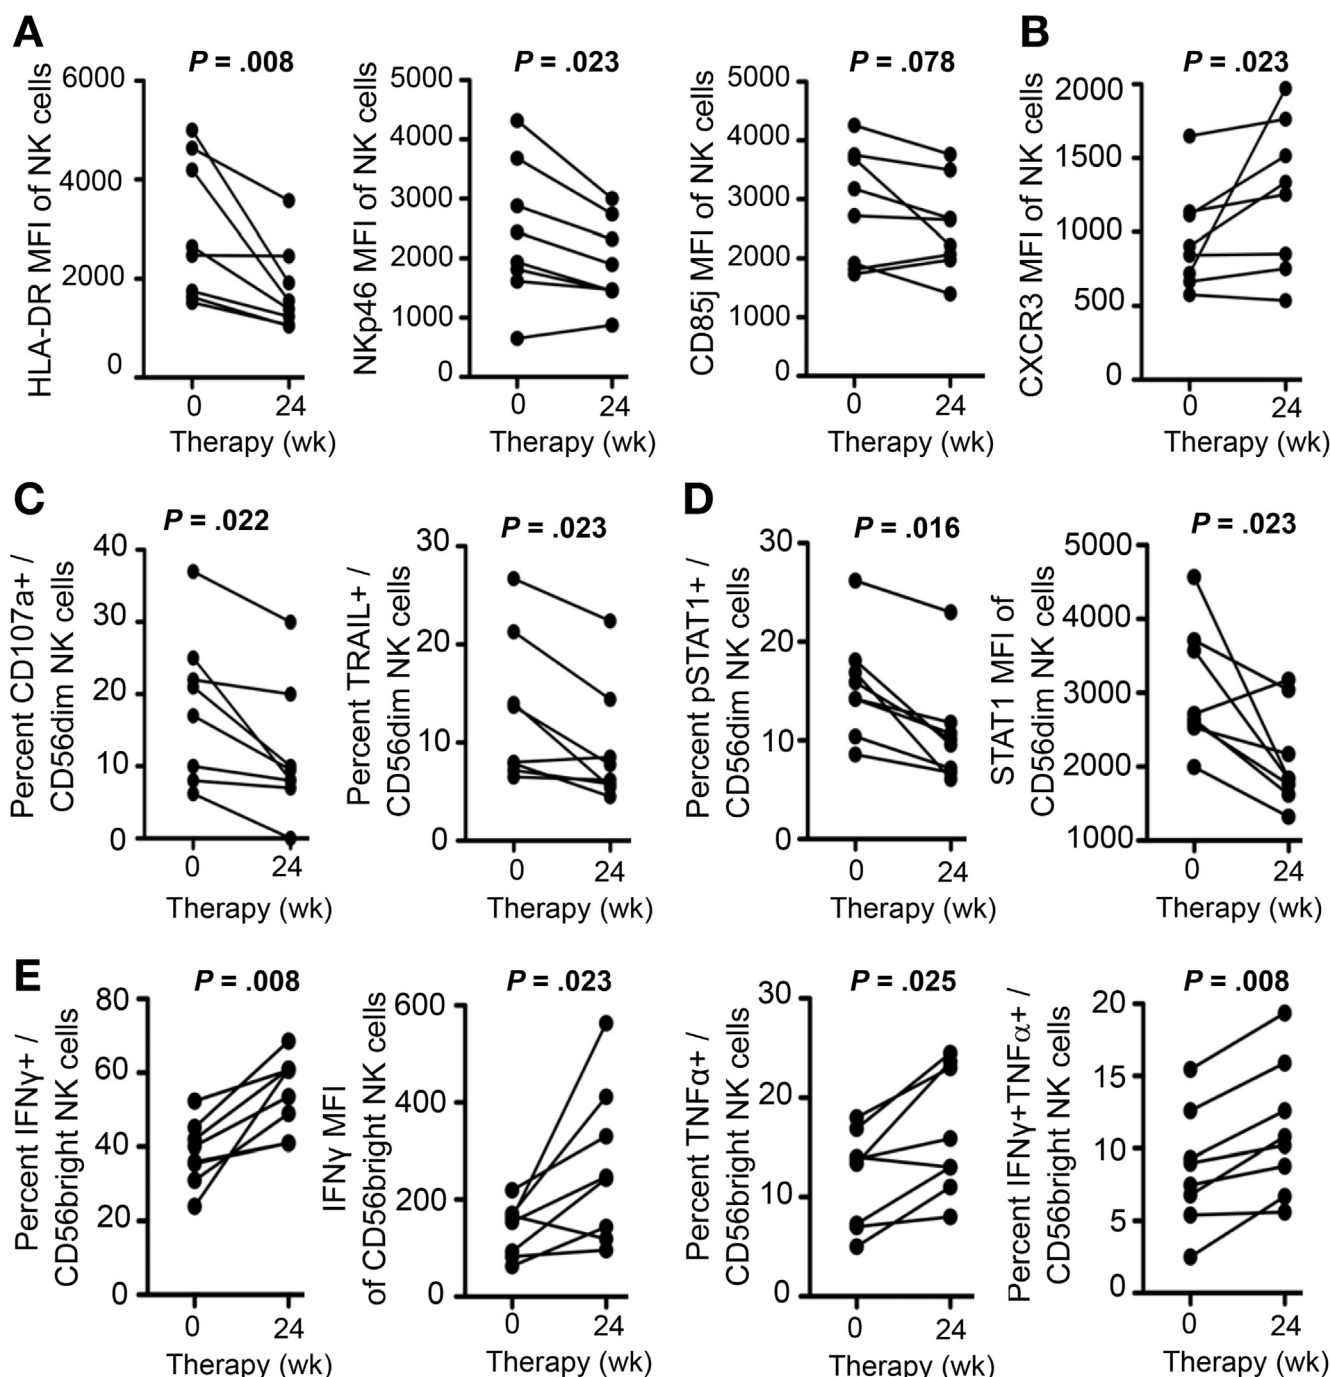 A
P = .008
HLA-DR MFI of NK cells
6000
4000
2000
0
0 24
Therapy (wk)
P = .023
NKp46 MFI of NK cells
5000
4000
3000
2000
1000
0
0 24
Therapy (wk)
P = .078
CD85j MFI of NK cells
5000
4000
3000
2000
1000
0
0 24
Therapy (wk)
B
P = .023
CXCR3 MFI of NK cells
2000
1500
1000
500
0
0 24
Therapy (wk)
C
P = .022
Percent CD107a+ /
CD56dim NK cells
40
30
20
10
0
0 24
Therapy (wk)
P = .023
Percent TRAIL+ /
CD56dim NK cells
30
20
10
0
0 24
Therapy (wk)
D
P = .016
Percent pSTAT1+ /
CD56dim NK cells
30
20
10
0
0 24
Therapy (wk)
P = .023
STAT1 MFI of
CD56dim NK cells
5000
4000
3000
2000
1000
0 24
Therapy (wk)
E
P = .008
Percent IFNγ+ /
CD56bright NK cells
80
60
40
20
0
0 24
Therapy (wk)
P = .023
IFNγ MFI
of CD56bright NK cells
600
400
200
0
0 24
Therapy (wk)
P = .025
Percent TNFα+ /
CD56bright NK cells
30
20
10
0
0 24
Therapy (wk)
P = .008
Percent IFNγ+TNFα+ /
CD56bright NK cells
20
15
10
5
0
0 24
Therapy (wk)